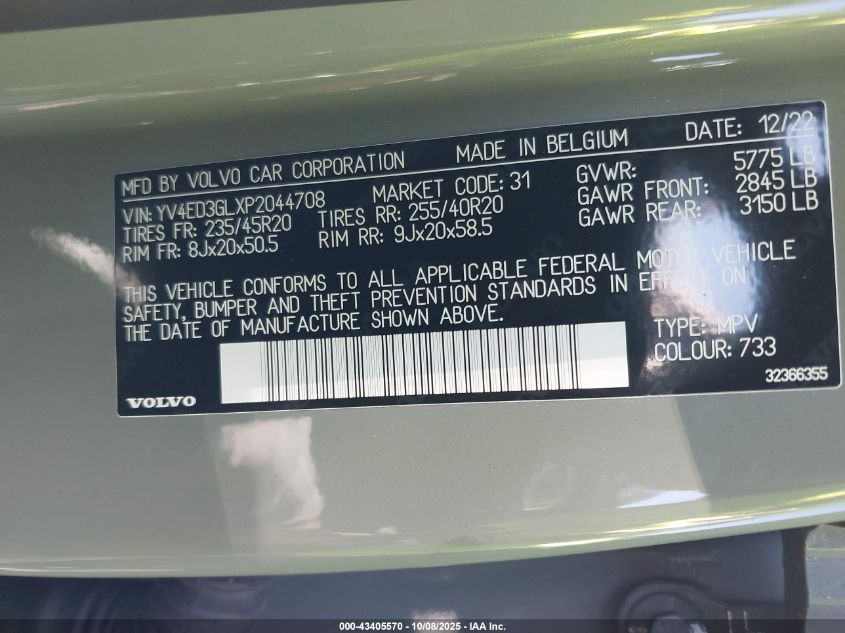 MFD BY VOLVO CAR CORPORATION MADE IN BELGIUM DATE: 12/22
VIN: YV4ED3GLXP2044708 MARKET CODE: 31 GVWR: 5775 LB
TIRES FR: 235/45R20 TIRES RR: 255/40R20 GAWR FRONT: 2845 LB
RIM FR: 8Jx20x50.5 RIM RR: 9Jx20x58.5 GAWR REAR: 3150 LB
THIS VEHICLE CONFORMS TO ALL APPLICABLE FEDERAL MOTOR VEHICLE
SAFETY, BUMPER AND THEFT PREVENTION STANDARDS IN EFFECT ON
THE DATE OF MANUFACTURE SHOWN ABOVE.
TYPE: MPV
COLOUR: 733
VOLVO 32366355
000-43405570 - 10/08/2025 - IAA Inc.